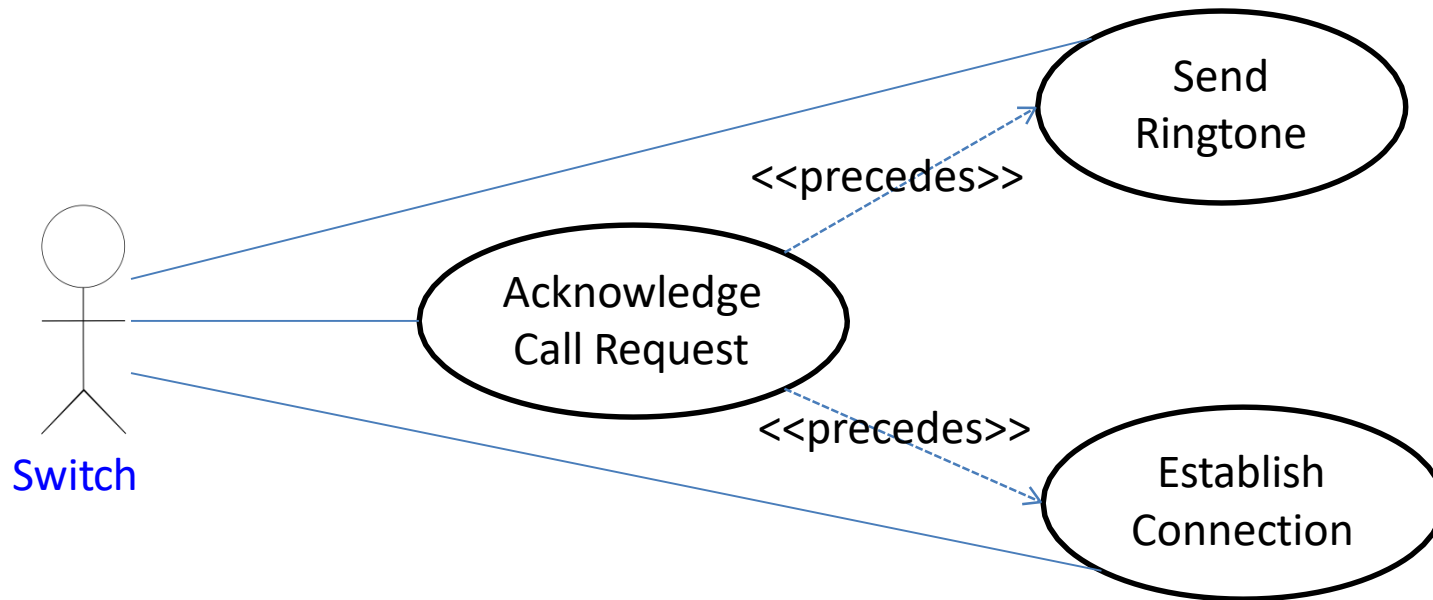 Send
Ringtone
<<precedes>>
Acknowledge
Call Request
<<precedes>>
Switch
Establish
Connection